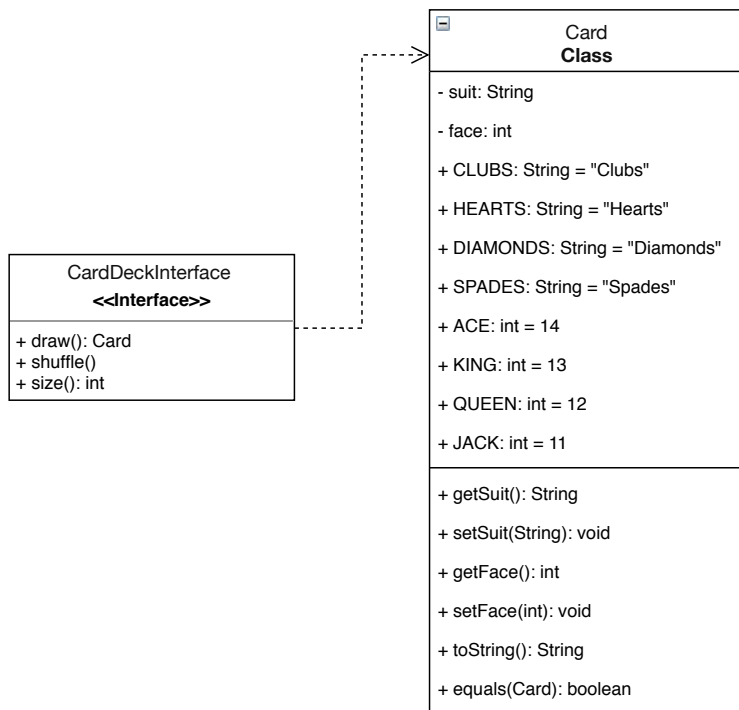 CardDeckInterface
<<Interface>>
+ draw(): Card
+ shuffle()
+ size(): int
Card
Class
- suit: String
- face: int
+ CLUBS: String = "Clubs"
+ HEARTS: String = "Hearts"
+ DIAMONDS: String = "Diamonds"
+ SPADES: String = "Spades"
+ ACE: int = 14
+ KING: int = 13
+ QUEEN: int = 12
+ JACK: int = 11
+ getSuit(): String
+ setSuit(String): void
+ getFace(): int
+ setFace(int): void
+ toString(): String
+ equals(Card): boolean